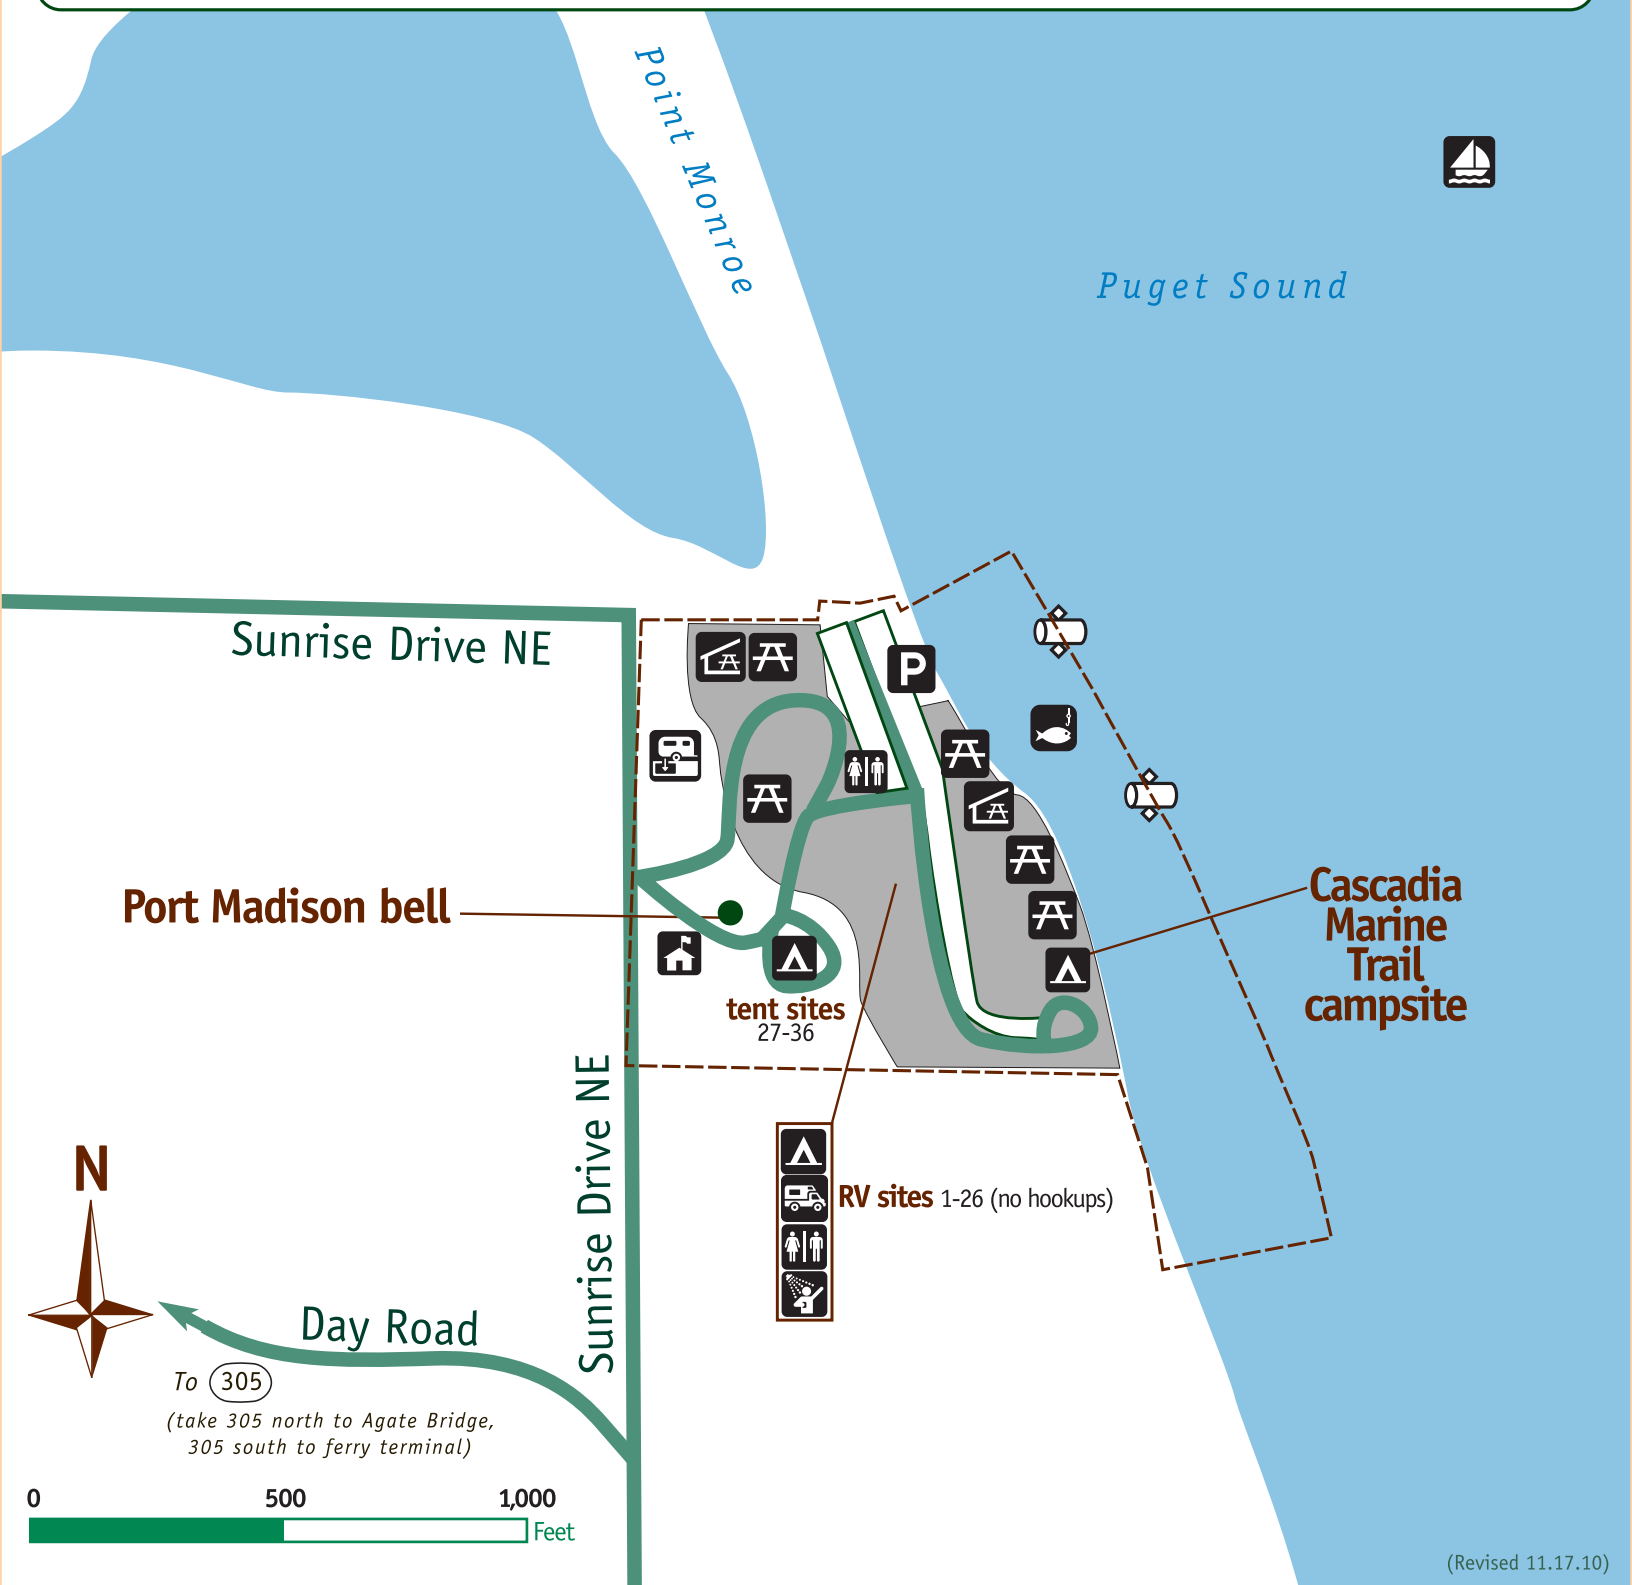 Point Monroe
Puget Sound
Sunrise Drive NE
P
Port Madison bell
Cascadia
Marine
Trail
campsite
tent sites
27-36
Sunrise Drive NE
RV sites 1-26 (no hookups)
N
Day Road
To 305
(take 305 north to Agate Bridge,
305 south to ferry terminal)
0 500 1,000
Feet
(Revised 11.17.10)